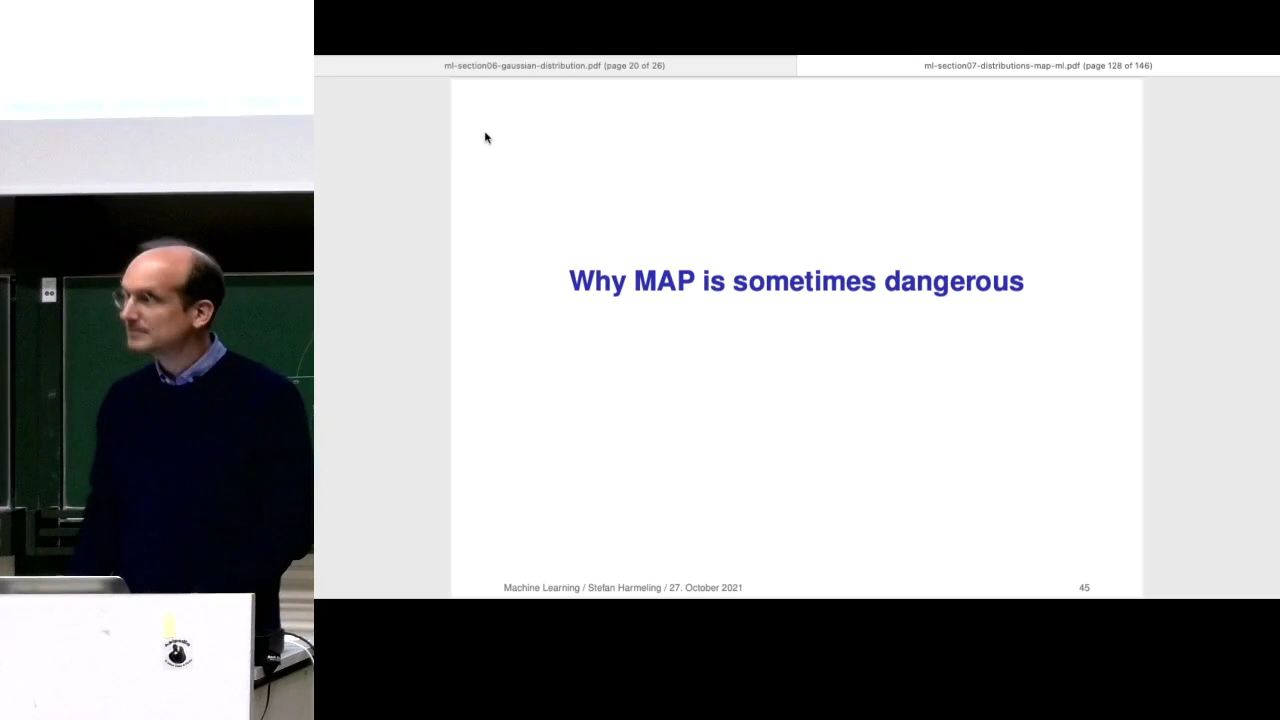 ml-section06-gaussian-distribution.pdf (page 20 of 26)
ml-section07-distributions-map-ml.pdf (page 128 of 146)
Why MAP is sometimes dangerous
Machine Learning / Stefan Harmeling / 27. October 2021
45